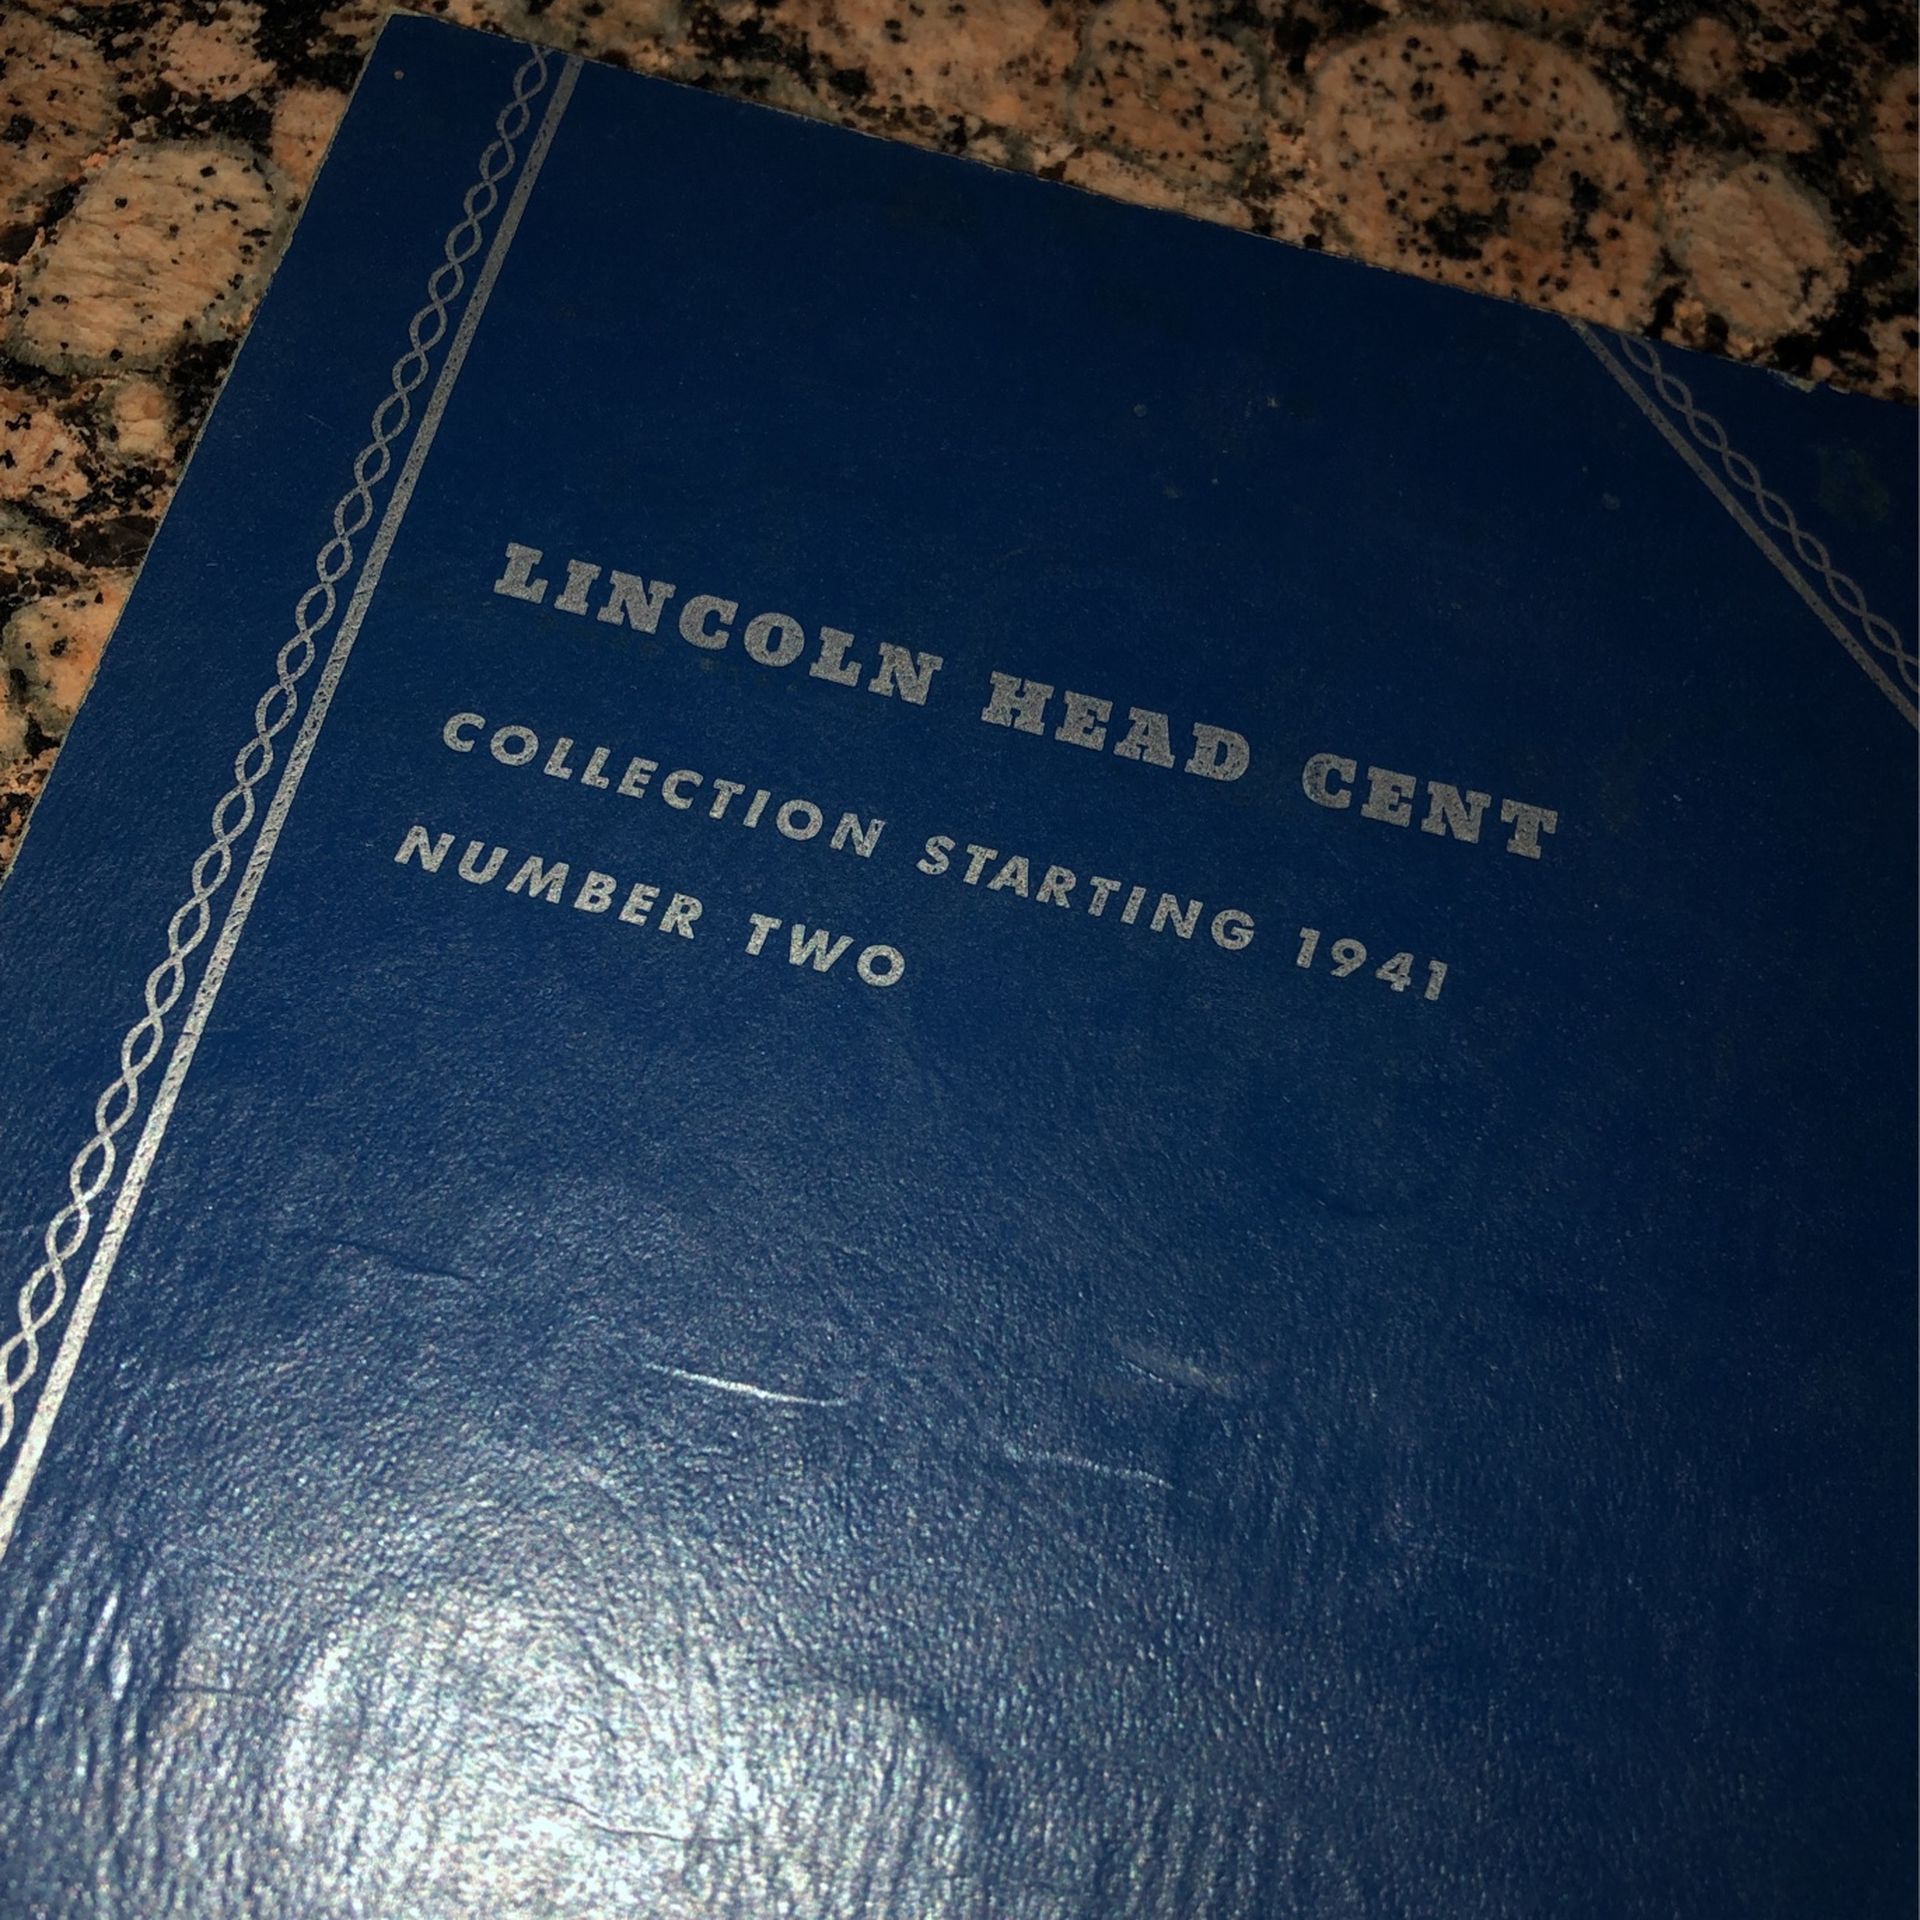 LINCOLN HEAD CENT
COLLECTION STARTING 1941
NUMBER TWO